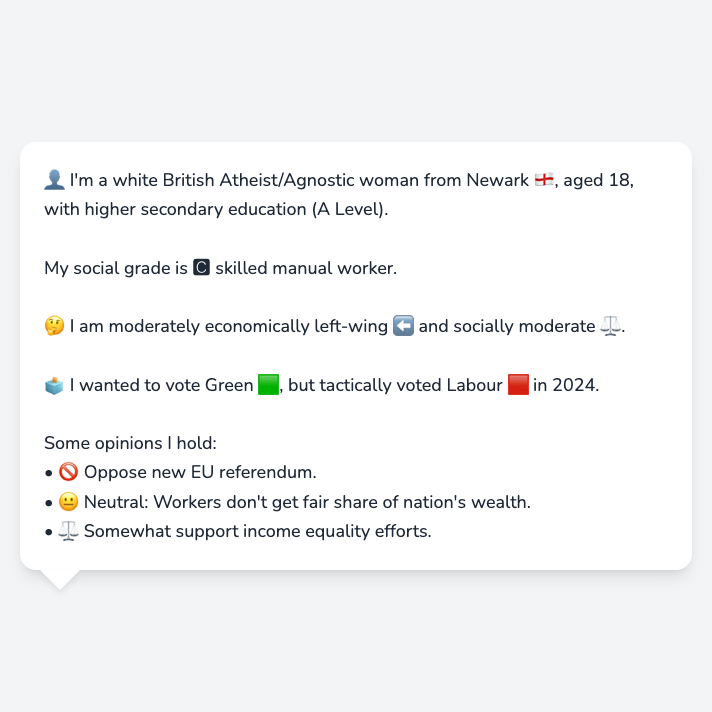 👤 I'm a white British Atheist/Agnostic woman from Newark 🏴󠁧󠁢󠁥󠁮󠁧󠁿, aged 18,
with higher secondary education (A Level).
My social grade is 🅲 skilled manual worker.
🤔 I am moderately economically left-wing ⬅️ and socially moderate ⚖️.
🗳️ I wanted to vote Green 🟩, but tactically voted Labour 🟥 in 2024.
Some opinions I hold:
• 🚫 Oppose new EU referendum.
• 😐 Neutral: Workers don't get fair share of nation's wealth.
• ⚖️ Somewhat support income equality efforts.